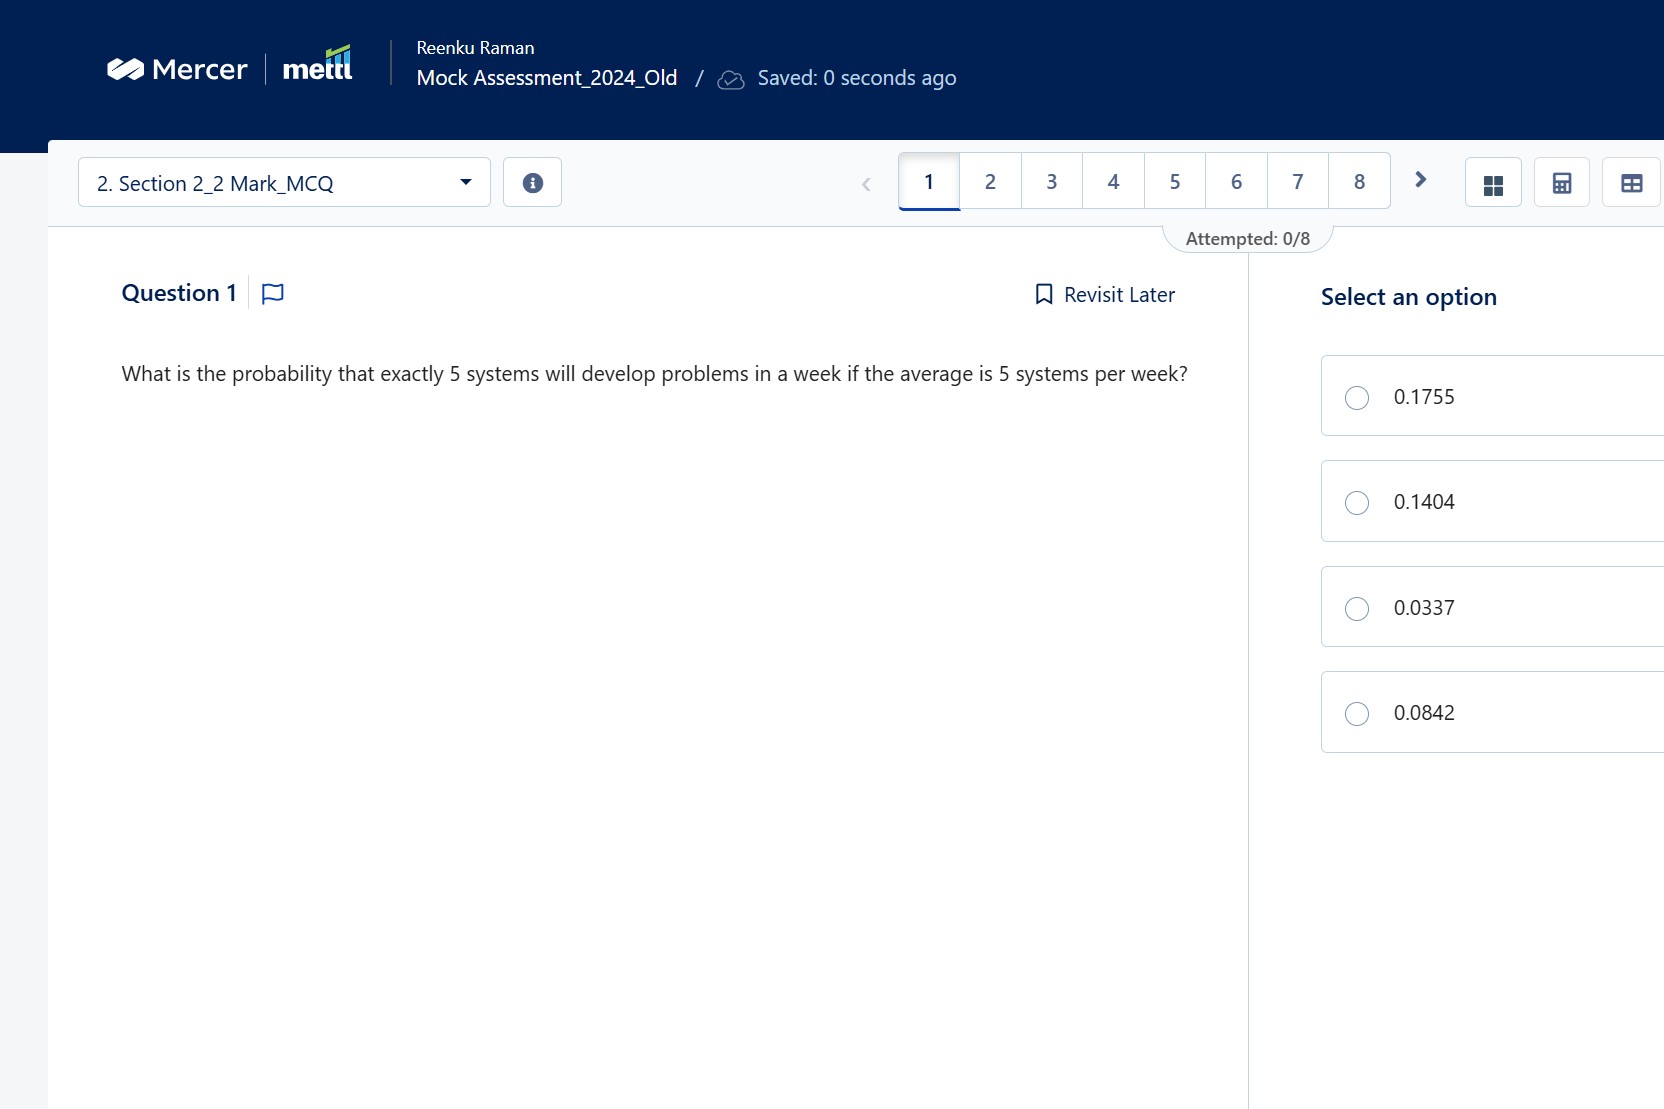 Mercer
mettl
Reenku Raman
Mock Assessment_2024_Old / Saved: 0 seconds ago
2. Section 2_2 Mark_MCQ
1 2 3 4 5 6 7 8
Attempted: 0/8
Question 1
Revisit Later
What is the probability that exactly 5 systems will develop problems in a week if the average is 5 systems per week?
Select an option
0.1755
0.1404
0.0337
0.0842